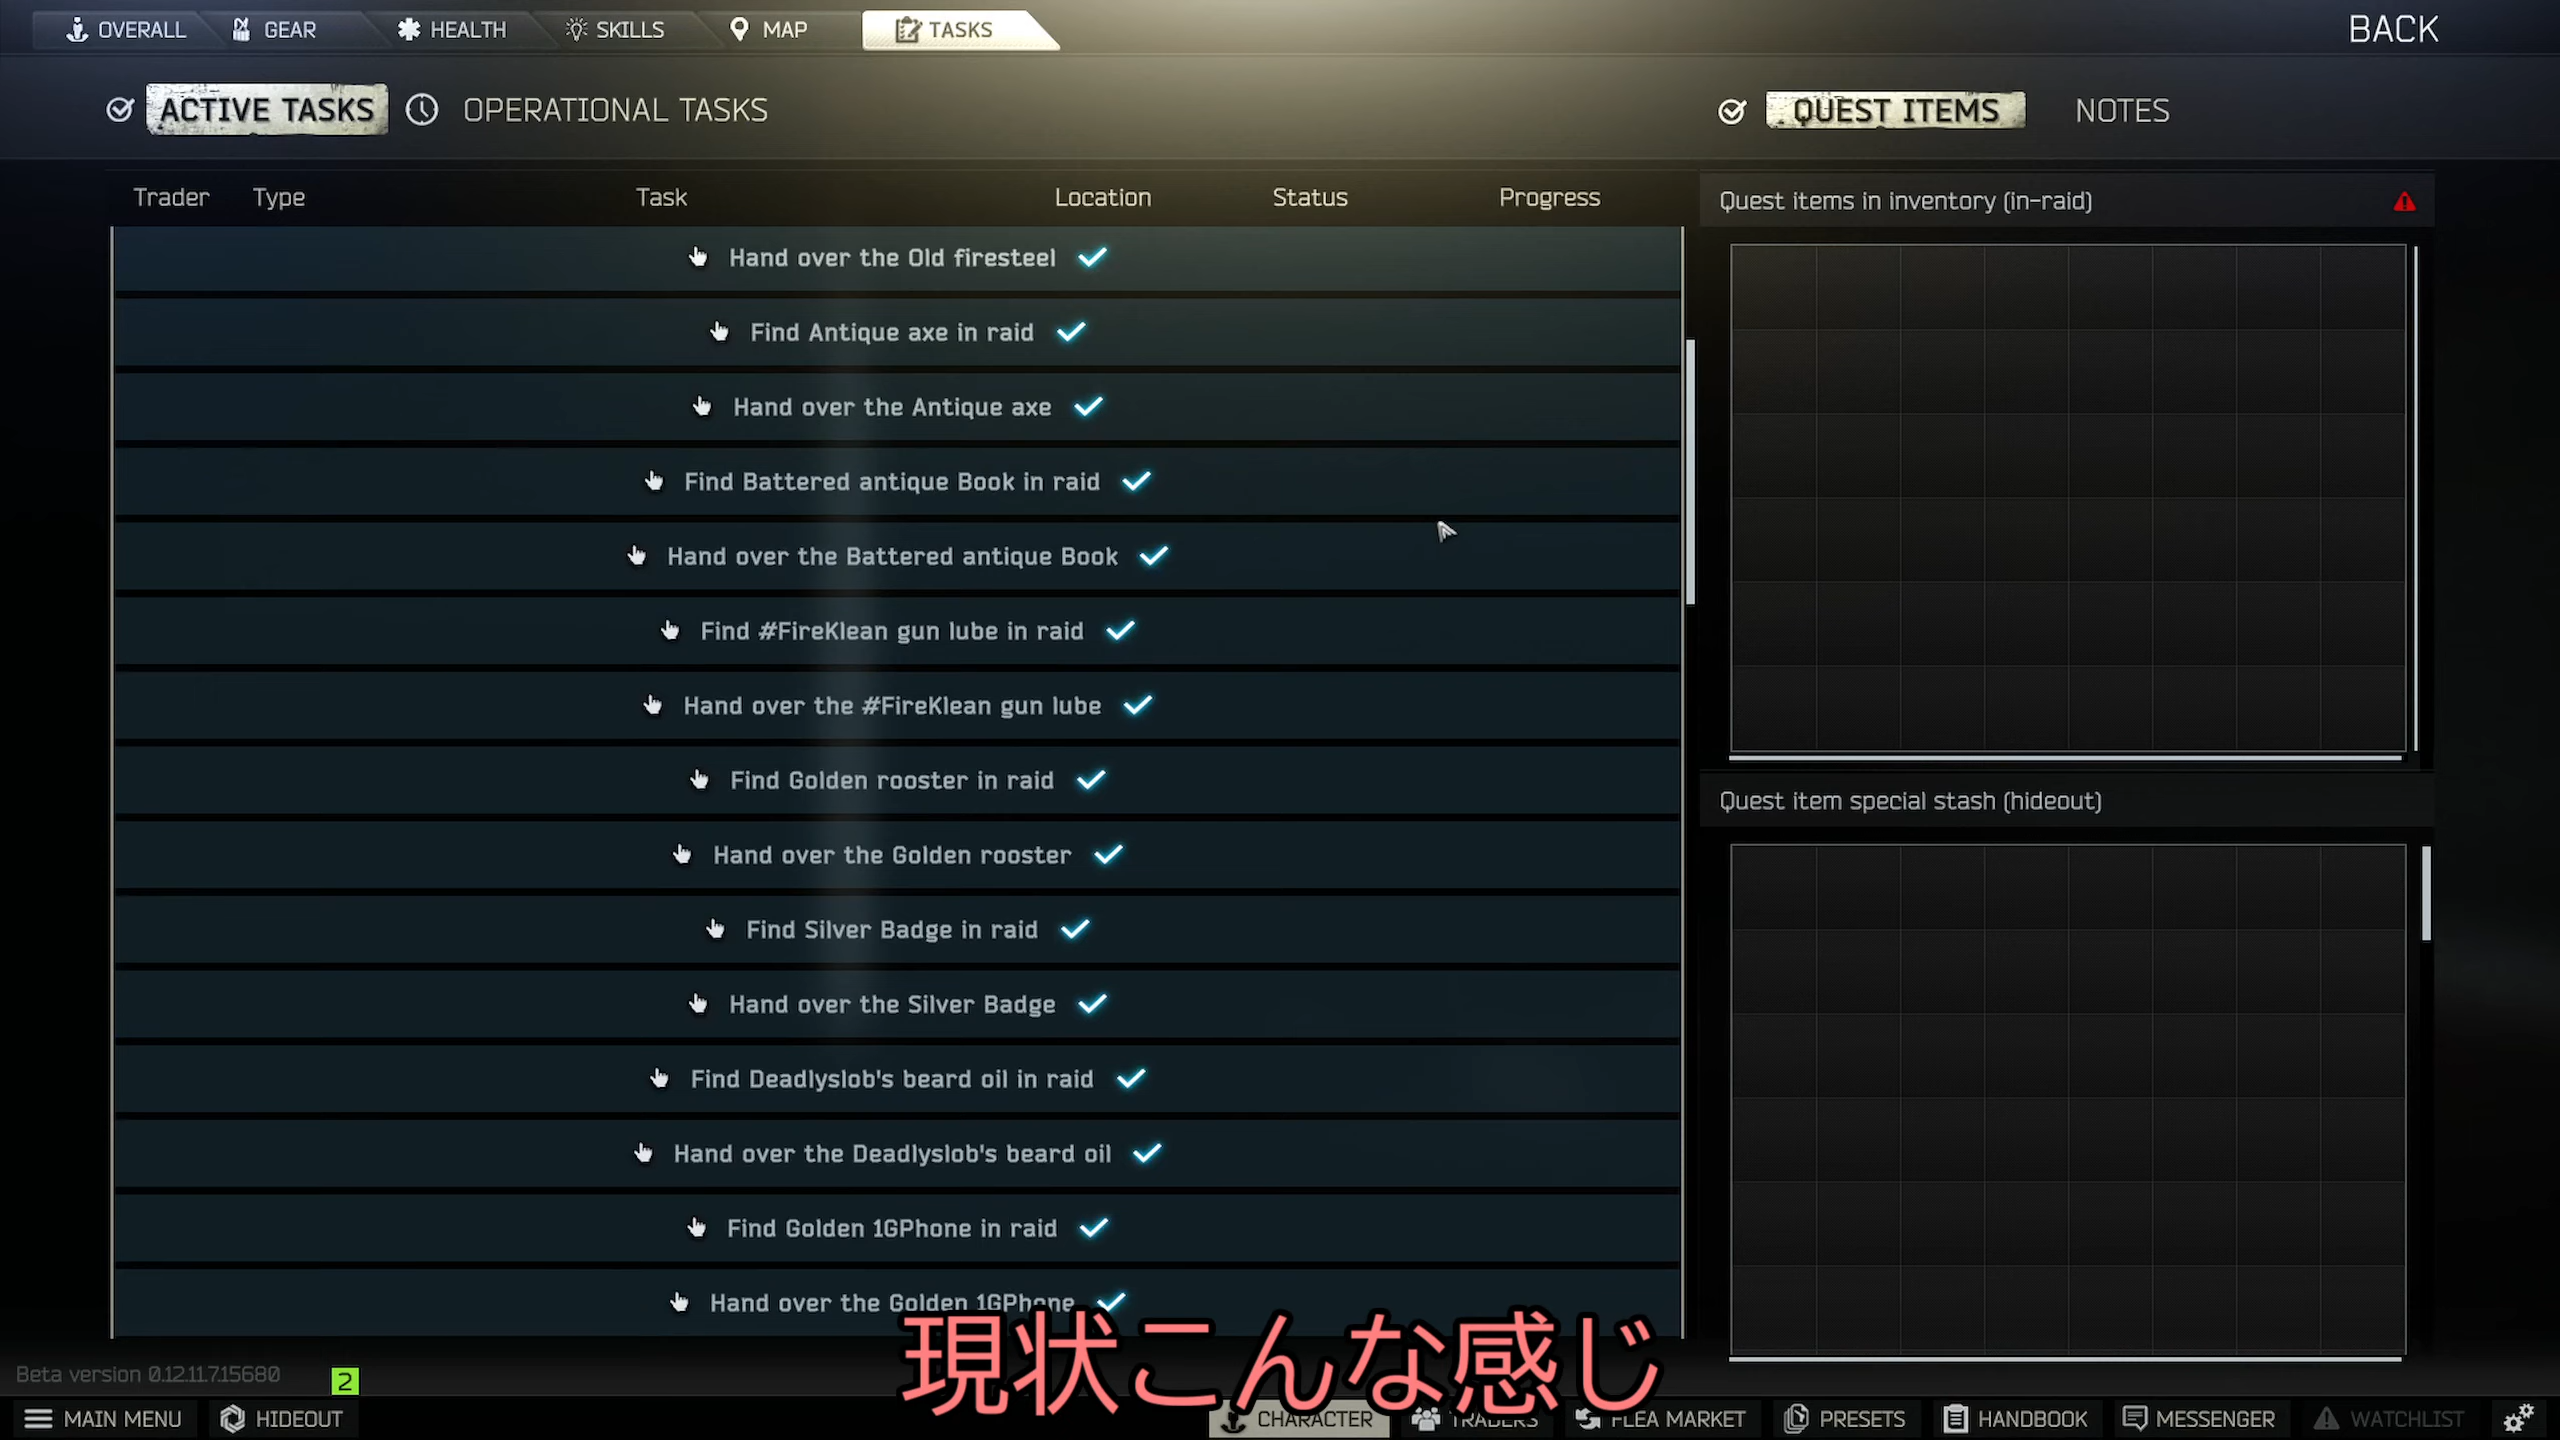 OVERALL GEAR HEALTH SKILLS MAP TASKS BACK
ACTIVE TASKS OPERATIONAL TASKS QUEST ITEMS NOTES
Trader Type Task Location Status Progress
Quest items in inventory (in-raid)
Hand over the Old firesteel
Find Antique axe in raid
Hand over the Antique axe
Find Battered antique Book in raid
Hand over the Battered antique Book
Find #FireKlean gun lube in raid
Hand over the #FireKlean gun lube
Find Golden rooster in raid
Quest item special stash (hideout)
Hand over the Golden rooster
Find Silver Badge in raid
Hand over the Silver Badge
Find Deadlyslob's beard oil in raid
Hand over the Deadlyslob's beard oil
Find Golden 1GPhone in raid
Hand over the Golden 1GPhone
現状こんな感じ
Beta version 0.12.11.7.15680
2
MAIN MENU HIDEOUT CHARACTER TRADERS FLEA MARKET PRESETS HANDBOOK MESSENGER WATCHLIST